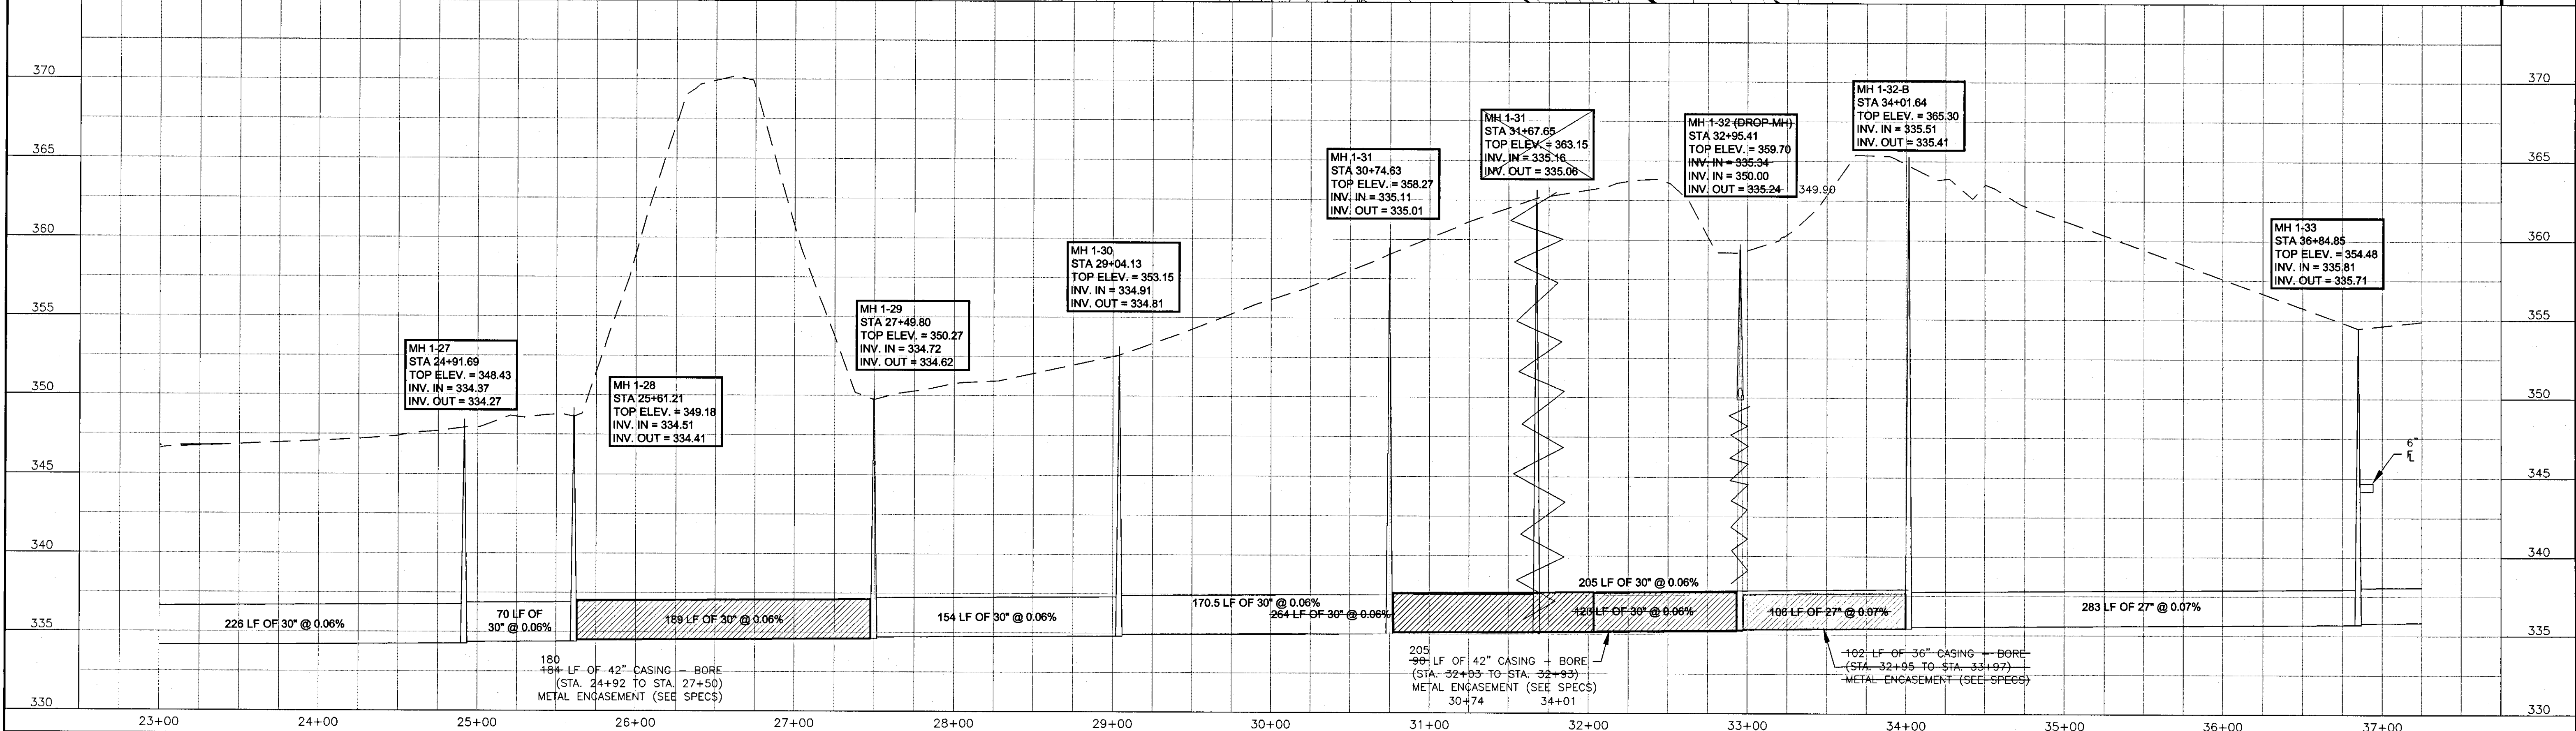 370
365
360
355
350
345
340
335
330
MH 1-27
STA 24+91.69
TOP ELEV. = 348.43
INV. IN = 334.37
INV. OUT = 334.27
MH 1-28
STA 25+61.21
TOP ELEV. = 349.18
INV. IN = 334.51
INV. OUT = 334.41
MH 1-29
STA 27+49.80
TOP ELEV. = 350.27
INV. IN = 334.72
INV. OUT = 334.62
MH 1-30
STA 29+04.13
TOP ELEV. = 353.15
INV. IN = 334.91
INV. OUT = 334.81
MH 1-31
STA 30+74.63
TOP ELEV. = 358.27
INV. IN = 335.11
INV. OUT = 335.01
MH 1-31
STA 31+67.65
TOP ELEV. = 363.15
INV. IN = 335.16
INV. OUT = 335.06
MH 1-32 (DROP MH)
STA 32+95.41
TOP ELEV. = 359.70
INV. IN = 335.34
INV. IN = 350.00
INV. OUT = 335.24 349.90
MH 1-32-B
STA 34+01.64
TOP ELEV. = 365.30
INV. IN = 335.51
INV. OUT = 335.41
MH 1-33
STA 36+84.85
TOP ELEV. = 354.48
INV. IN = 335.81
INV. OUT = 335.71
6"
FL
226 LF OF 30" @ 0.06%
70 LF OF
30" @ 0.06%
189 LF OF 30" @ 0.06%
154 LF OF 30" @ 0.06%
170.5 LF OF 30" @ 0.06%
264 LF OF 30" @ 0.06%
205 LF OF 30" @ 0.06%
128 LF OF 30" @ 0.06%
106 LF OF 27" @ 0.07%
283 LF OF 27" @ 0.07%
180
184 LF OF 42" CASING – BORE
(STA. 24+92 TO STA. 27+50)
METAL ENCASEMENT (SEE SPECS)
205
90 LF OF 42" CASING – BORE
(STA. 32+03 TO STA. 32+93)
METAL ENCASEMENT (SEE SPECS)
30+74 34+01
102 LF OF 36" CASING – BORE
(STA. 32+95 TO STA. 33+97)
METAL ENCASEMENT (SEE SPECS)
370
365
360
355
350
345
340
335
330
23+00 24+00 25+00 26+00 27+00 28+00 29+00 30+00 31+00 32+00 33+00 34+00 35+00 36+00 37+00